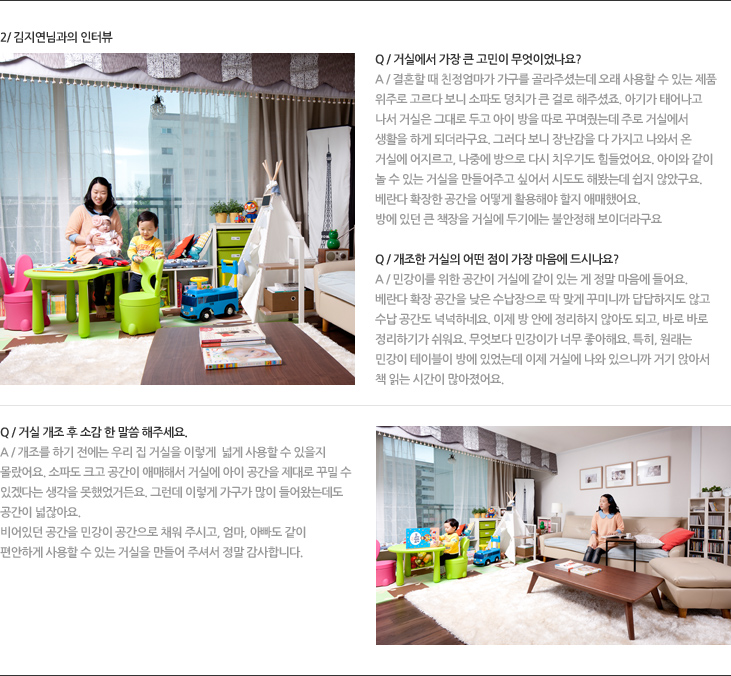 2/ 김지연님과의 인터뷰
Q / 거실에서 가장 큰 고민이 무엇이었나요?
A / 결혼할 때 친정엄마가 가구를 골라주셨는데 오래 사용할 수 있는 제품
위주로 고르다 보니 소파도 덩치가 큰 걸로 해주셨죠. 아기가 태어나고
나서 거실은 그대로 두고 아이 방을 따로 꾸며줬는데 주로 거실에서
생활을 하게 되더라구요. 그러다 보니 장난감을 다 가지고 나와서 온
거실에 어지르고, 나중에 방으로 다시 치우기도 힘들었어요. 아이와 같이
놀 수 있는 거실을 만들어주고 싶어서 시도도 해봤는데 쉽지 않았구요.
베란다 확장한 공간을 어떻게 활용해야 할지 애매했어요.
방에 있던 큰 책장을 거실에 두기에는 불안정해 보이더라구요
Q / 개조한 거실의 어떤 점이 가장 마음에 드시나요?
A / 민강이를 위한 공간이 거실에 같이 있는 게 정말 마음에 들어요.
베란다 확장 공간을 낮은 수납장으로 딱 맞게 꾸미니까 답답하지도 않고
수납 공간도 넉넉하네요. 이제 방 안에 정리하지 않아도 되고, 바로 바로
정리하기가 쉬워요. 무엇보다 민강이가 너무 좋아해요. 특히, 원래는
민강이 테이블이 방에 있었는데 이제 거실에 나와 있으니까 거기 앉아서
책 읽는 시간이 많아졌어요.
Q / 거실 개조 후 소감 한 말씀 해주세요.
A / 개조를 하기 전에는 우리 집 거실을 이렇게 넓게 사용할 수 있을지
몰랐어요. 소파도 크고 공간이 애매해서 거실에 아이 공간을 제대로 꾸밀 수
있겠다는 생각을 못했었거든요. 그런데 이렇게 가구가 많이 들어왔는데도
공간이 넓잖아요.
비어있던 공간을 민강이 공간으로 채워 주시고, 엄마, 아빠도 같이
편안하게 사용할 수 있는 거실을 만들어 주셔서 정말 감사합니다.